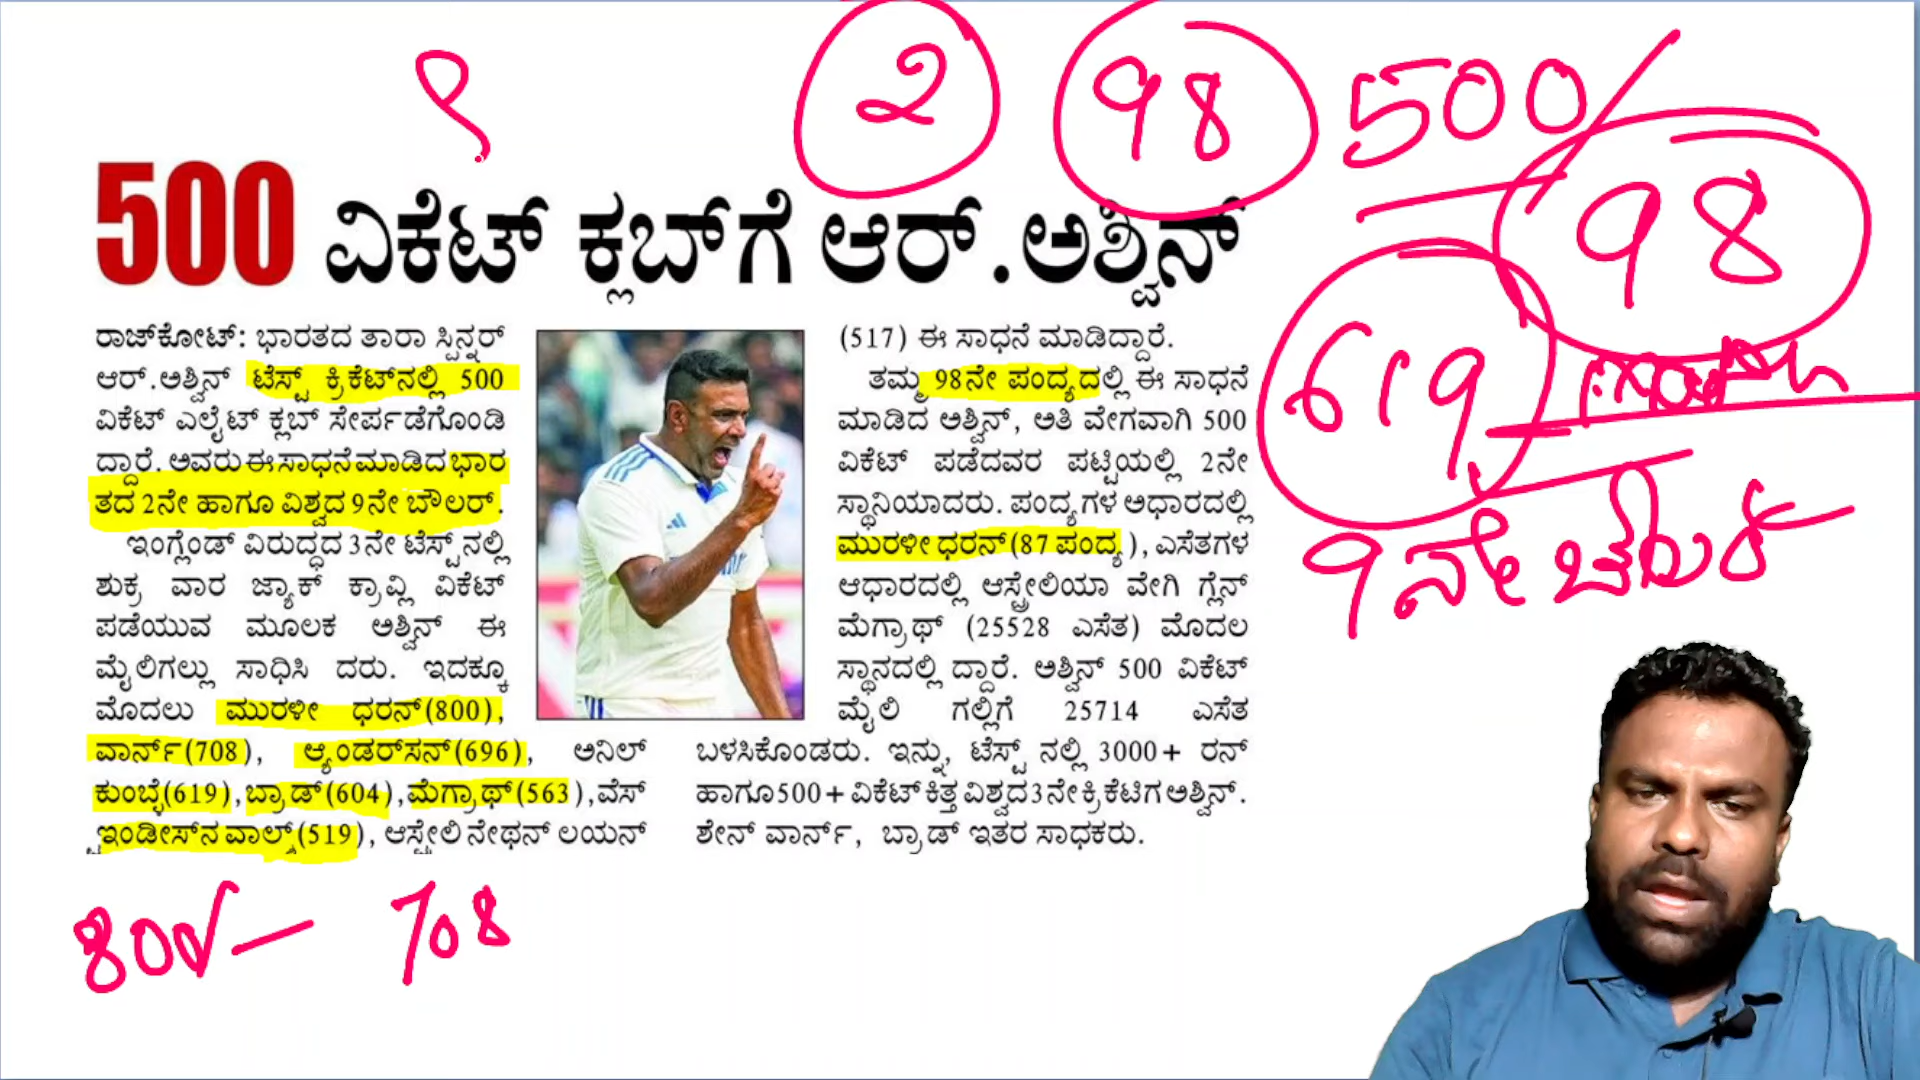 2
98
500
98
619
500 ವಿಕೆಟ್ ಕ್ಲಬ್‌ಗೆ ಆರ್.ಅಶ್ವಿನ್
ರಾಜ್‌ಕೋಟ್: ಭಾರತದ ತಾರಾ ಸ್ಪಿನ್ನರ್
ಆರ್.ಅಶ್ವಿನ್ ಟೆಸ್ಟ್ ಕ್ರಿಕೆಟ್‌ನಲ್ಲಿ 500
ವಿಕೆಟ್ ಎಲೈಟ್ ಕ್ಲಬ್ ಸೇರ್ಪಡೆಗೊಂಡಿ
ದ್ದಾರೆ. ಅವರು ಈ ಸಾಧನೆ ಮಾಡಿದ ಭಾರ
ತದ 2ನೇ ಹಾಗೂ ವಿಶ್ವದ 9ನೇ ಬೌಲರ್.
ಇಂಗ್ಲೆಂಡ್ ವಿರುದ್ಧದ 3ನೇ ಟೆಸ್ಟ್‌ನಲ್ಲಿ
ಶುಕ್ರ ವಾರ ಜ್ಯಾಕ್ ಕ್ರಾವ್ಲಿ ವಿಕೆಟ್
ಪಡೆಯುವ ಮೂಲಕ ಅಶ್ವಿನ್ ಈ
ಮೈಲಿಗಲ್ಲು ಸಾಧಿಸಿ ದರು. ಇದಕ್ಕೂ
ಮೊದಲು ಮುರಳೀ ಧರನ್(800),
ವಾರ್ನ್(708), ಆ್ಯಂಡರ್‌ಸನ್(696), ಅನಿಲ್
ಕುಂಬ್ಳೆ(619), ಬ್ರಾಡ್(604), ಮೆಗ್ರಾಥ್(563), ವೆಸ್
ಇಂಡೀಸ್‌ನ ವಾಲ್ಶ್(519), ಆಸ್ಟ್ರೇಲಿ ನೇಥನ್ ಲಯನ್
(517) ಈ ಸಾಧನೆ ಮಾಡಿದ್ದಾರೆ.
ತಮ್ಮ 98ನೇ ಪಂದ್ಯದಲ್ಲಿ ಈ ಸಾಧನೆ
ಮಾಡಿದ ಅಶ್ವಿನ್, ಅತಿ ವೇಗವಾಗಿ 500
ವಿಕೆಟ್ ಪಡೆದವರ ಪಟ್ಟಿಯಲ್ಲಿ 2ನೇ
ಸ್ಥಾನಿಯಾದರು. ಪಂದ್ಯಗಳ ಅಧಾರದಲ್ಲಿ
ಮುರಳೀ ಧರನ್(87 ಪಂದ್ಯ), ಎಸೆತಗಳ
ಆಧಾರದಲ್ಲಿ ಆಸ್ಟ್ರೇಲಿಯಾ ವೇಗಿ ಗ್ಲೆನ್
ಮೆಗ್ರಾಥ್ (25528 ಎಸೆತ) ಮೊದಲ
ಸ್ಥಾನದಲ್ಲಿ ದ್ದಾರೆ. ಅಶ್ವಿನ್ 500 ವಿಕೆಟ್
ಮೈಲಿ ಗಲ್ಲಿಗೆ 25714 ಎಸೆತ
ಬಳಸಿಕೊಂಡರು. ಇನ್ನು, ಟೆಸ್ಟ್ ನಲ್ಲಿ 3000+ ರನ್
ಹಾಗೂ 500+ ವಿಕೆಟ್ ಕಿತ್ತ ವಿಶ್ವದ 3ನೇ ಕ್ರಿಕೆಟಿಗ ಅಶ್ವಿನ್.
ಶೇನ್ ವಾರ್ನ್, ಬ್ರಾಡ್ ಇತರ ಸಾಧಕರು.
9ನೇ
800 - 708